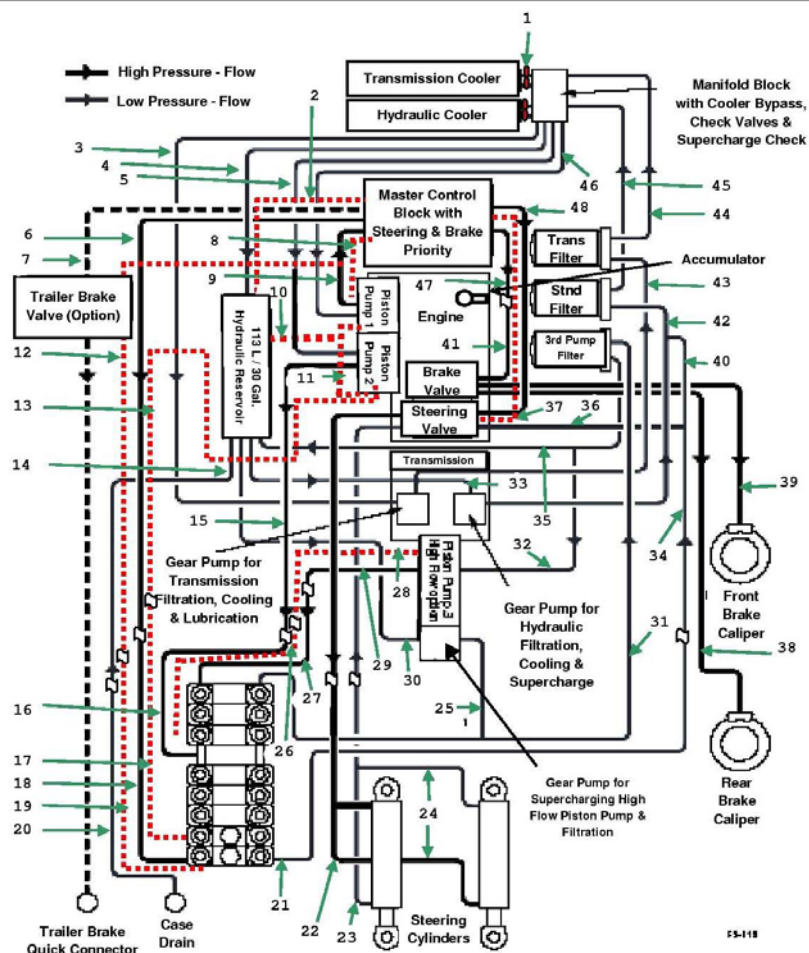 1
High Pressure - Flow
Low Pressure - Flow
2
3
4
5
Transmission Cooler
Hydraulic Cooler
Manifold Block
with Cooler Bypass,
Check Valves &
Supercharge Check
46
45
44
48
6
7
8
9
Master Control
Block with
Steering & Brake
Priority
Trans
Filter
Stnd
Filter
3rd Pump
Filter
Accumulator
43
42
40
Trailer Brake
Valve (Option)
10
11
12
13
14
15
113 L / 30 Gal.
Hydraulic Reservoir
Piston
Pump 1
Piston
Pump 2
47
Engine
41
Brake
Valve
Steering
Valve
37
36
Transmission
33
35
39
34
32
31
38
Gear Pump for
Transmission
Filtration, Cooling
& Lubrication
28
29
30
Piston Pump 3
High Flow option
Gear Pump for
Hydraulic
Filtration,
Cooling &
Supercharge
Front
Brake
Caliper
16
17
18
19
20
26
27
25
Gear Pump for
Supercharging High
Flow Piston Pump &
Filtration
Rear
Brake
Caliper
24
21
22
23
Trailer Brake
Quick Connector
Case
Drain
Steering
Cylinders